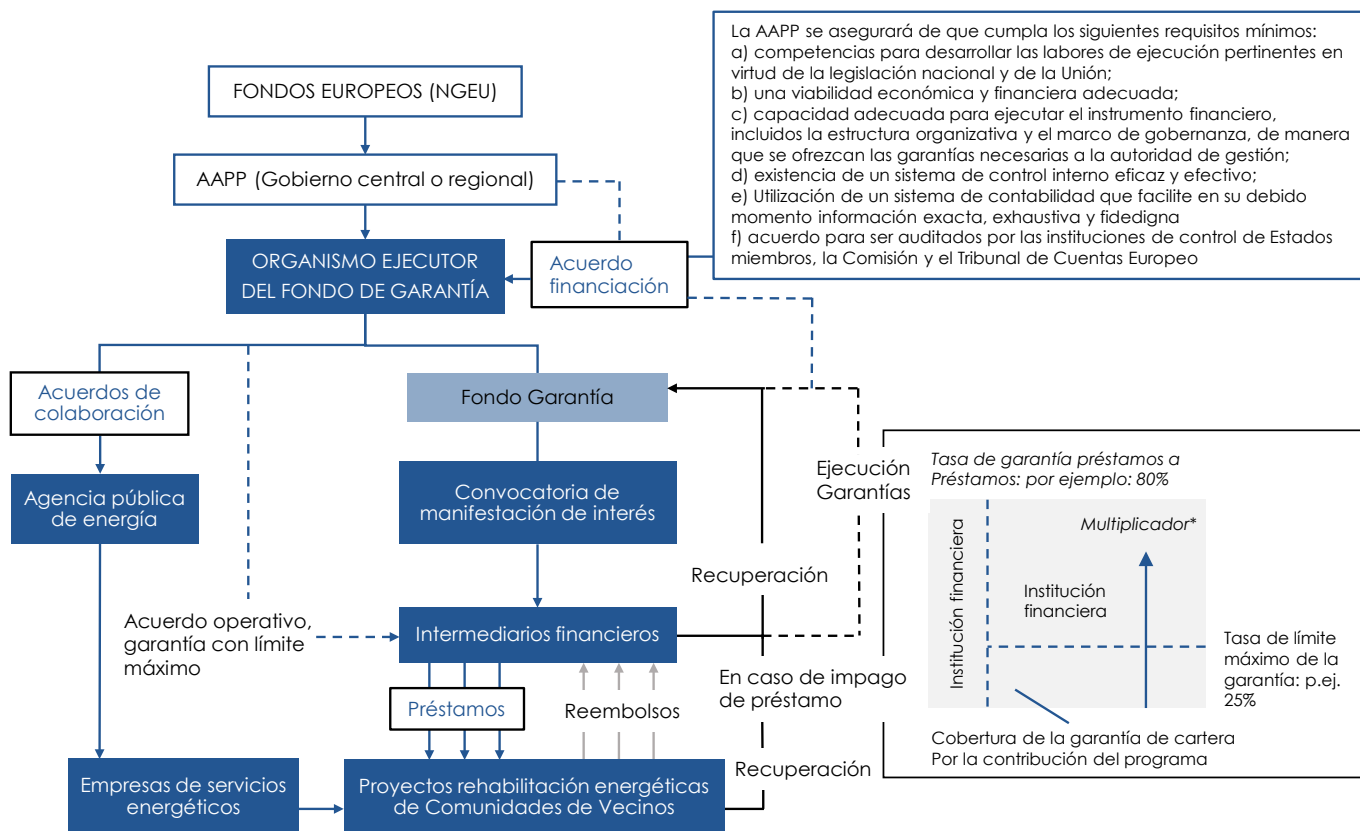 La AAPP se asegurará de que cumpla los siguientes requisitos mínimos:
a) competencias para desarrollar las labores de ejecución pertinentes en
virtud de la legislación nacional y de la Unión;
b) una viabilidad económica y financiera adecuada;
c) capacidad adecuada para ejecutar el instrumento financiero,
incluidos la estructura organizativa y el marco de gobernanza, de manera
que se ofrezcan las garantías necesarias a la autoridad de gestión;
d) existencia de un sistema de control interno eficaz y efectivo;
e) Utilización de un sistema de contabilidad que facilite en su debido
momento información exacta, exhaustiva y fidedigna
f) acuerdo para ser auditados por las instituciones de control de Estados
miembros, la Comisión y el Tribunal de Cuentas Europeo
FONDOS EUROPEOS (NGEU)
AAPP (Gobierno central o regional)
ORGANISMO EJECUTOR
DEL FONDO DE GARANTÍA
Acuerdo
financiación
Acuerdos de
colaboración
Fondo Garantía
Agencia pública
de energía
Convocatoria de
manifestación de interés
Ejecución
Garantías
Recuperación
Acuerdo operativo,
garantía con límite
máximo
Intermediarios financieros
En caso de impago
de préstamo
Préstamos
Reembolsos
Recuperación
Empresas de servicios
energéticos
Proyectos rehabilitación energéticas
de Comunidades de Vecinos
Tasa de garantía préstamos a
Préstamos: por ejemplo: 80%
Institución financiera
Multiplicador*
Institución
financiera
Tasa de límite
máximo de la
garantía: p.ej.
25%
Cobertura de la garantía de cartera
Por la contribución del programa